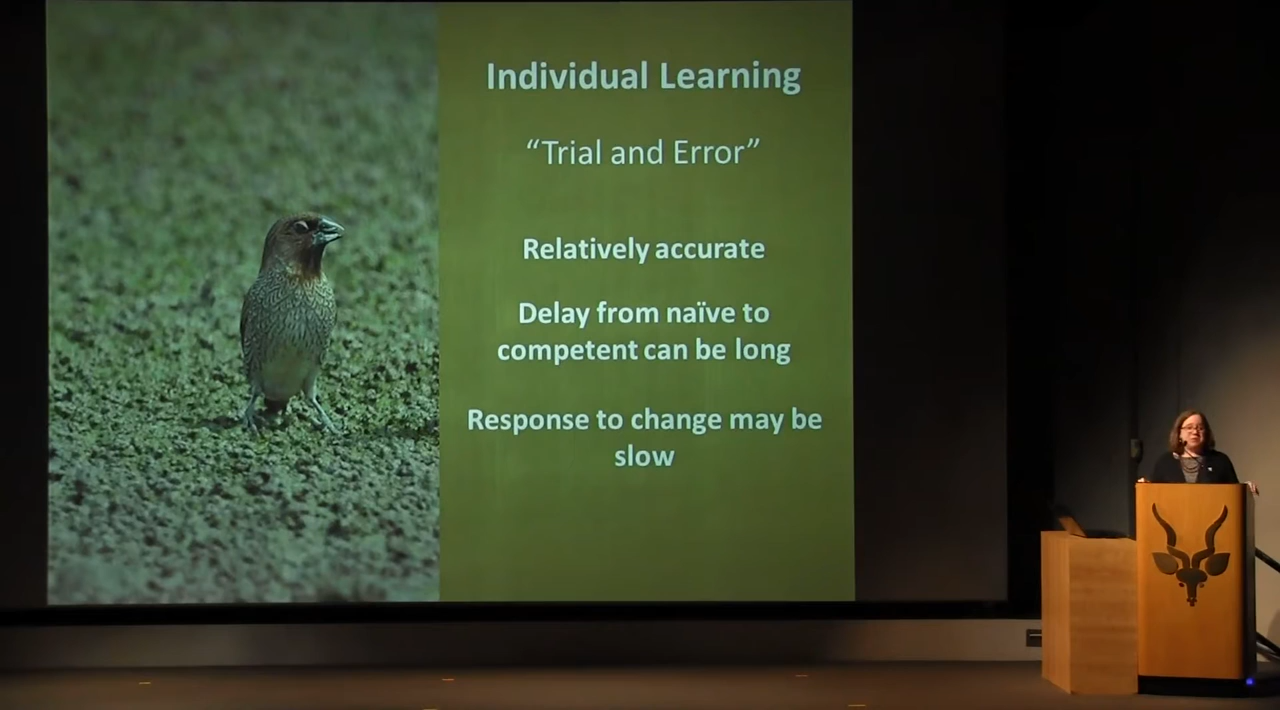 Individual Learning
“Trial and Error”
Relatively accurate
Delay from naïve to
competent can be long
Response to change may be
slow